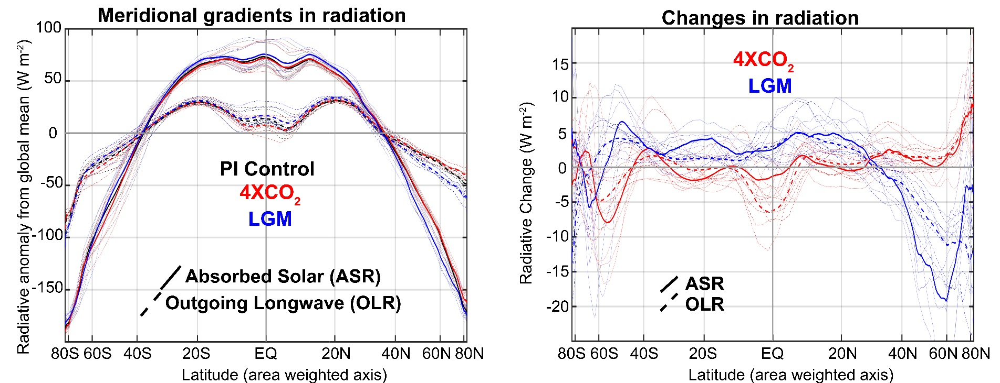 Meridional gradients in radiation
Radiative anomaly from global mean (W m-2)
100
50
0
-50
-100
-150
PI Control
4XCO2
LGM
Absorbed Solar (ASR)
Outgoing Longwave (OLR)
80S 60S 40S 20S EQ 20N 40N 60N 80N
Latitude (area weighted axis)
Changes in radiation
Radiative Change (W m-2)
15
10
5
0
-5
-10
-15
-20
4XCO2
LGM
ASR
OLR
80S 60S 40S 20S EQ 20N 40N 60N 80N
Latitude (area weighted axis)